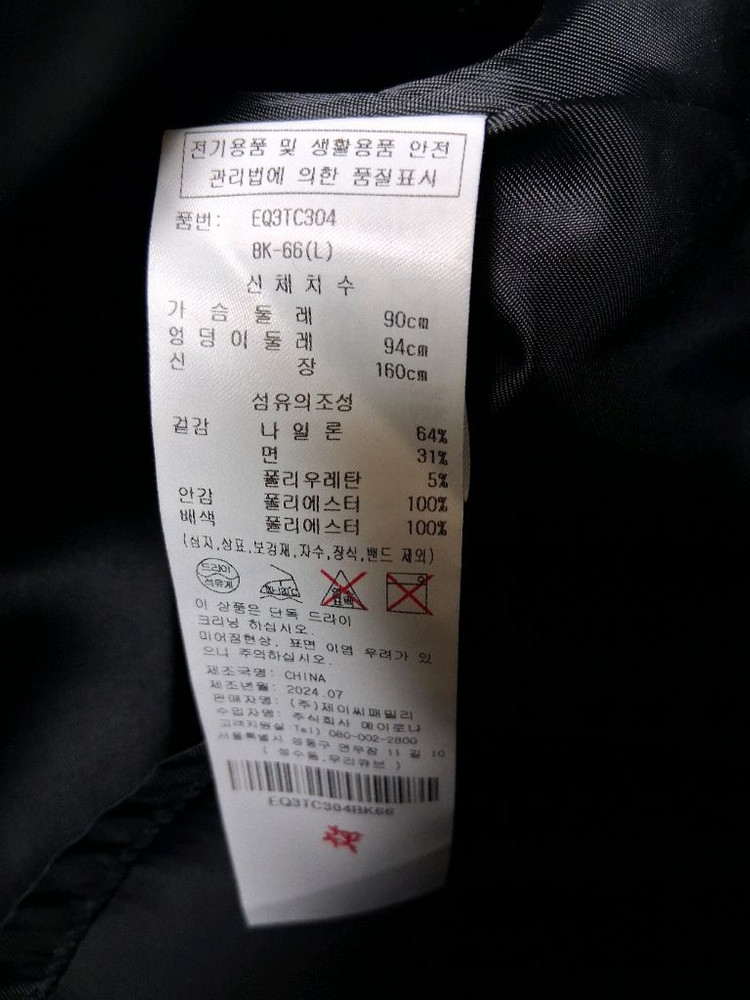 전기용품 및 생활용품 안전
관리법에 의한 품질표시
품번: EQ3TC304
BK-66(L)
신체치수
가슴둘레 90cm
엉덩이둘레 94cm
신장 160cm
섬유의조성
겉감 나일론 64%
면 31%
폴리우레탄 5%
안감 폴리에스터 100%
배색 폴리에스터 100%
(심지,상표,보강재,자수,장식,밴드 제외)
드라이
석유계
이 상품은 단독 드라이
크리닝 하십시오.
미어짐현상, 표면 이염 우려가 있
으니 주의하십시오.
제조국명: CHINA
제조년월: 2024.07
판매자명: (주)제이씨패밀리
수입자명: 주식회사 에이로나
고객지원실 Tel) 080-002-2800
서울특별시 성동구 연무장 11 길 10
( 성수동,우리큐브 )
EQ3TC304BK66